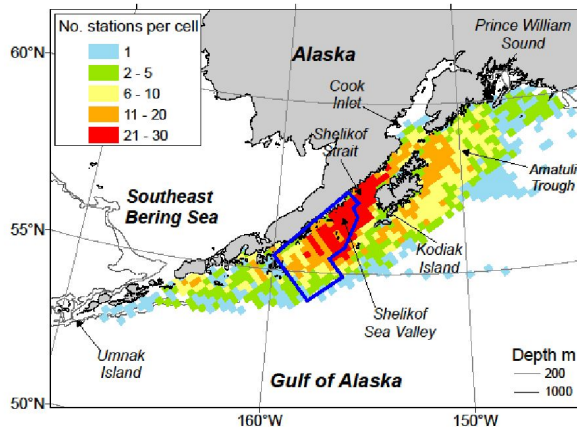 No. stations per cell
1
2 - 5
6 - 10
11 - 20
21 - 30
60°N
55°N
50°N
Alaska
Prince William
Sound
Cook
Inlet
Shelikof
Strait
Amatuli
Trough
Southeast
Bering Sea
Kodiak
Island
Shelikof
Sea Valley
Umnak
Island
Gulf of Alaska
Depth m
200
1000
160°W
150°W